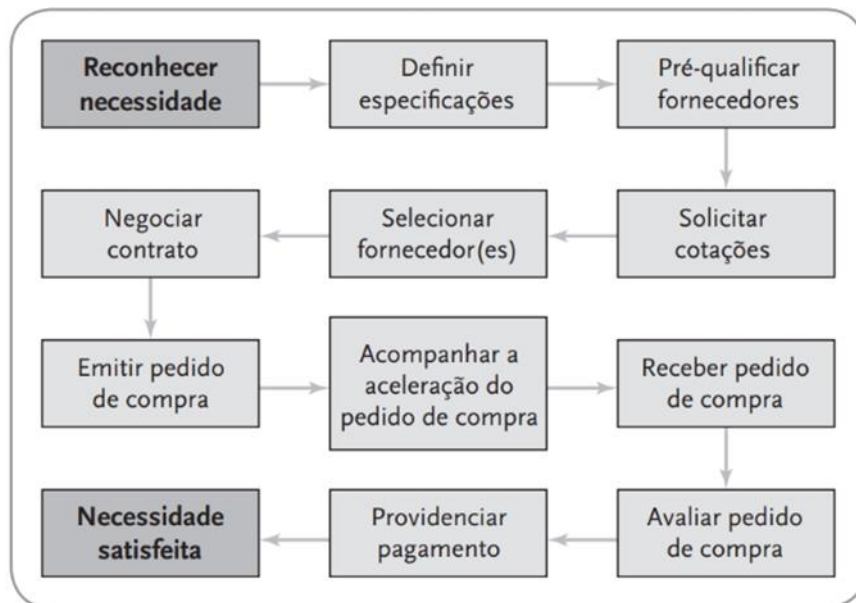 Reconhecer
necessidade
Definir
especificações
Pré-qualificar
fornecedores
Solicitar
cotações
Selecionar
fornecedor(es)
Negociar
contrato
Emitir pedido
de compra
Acompanhar a
aceleração do
pedido de compra
Receber pedido
de compra
Avaliar pedido
de compra
Providenciar
pagamento
Necessidade
satisfeita